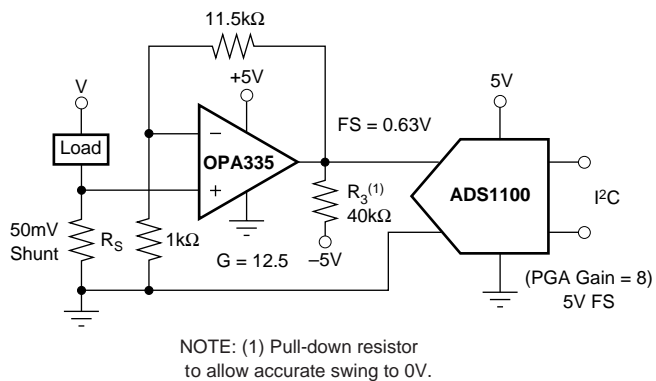 11.5kΩ
V
+5V
5V
FS = 0.63V
Load
−
OPA335
+
R3(1)
40kΩ
ADS1100
I2C
50mV
Shunt
RS
1kΩ
G = 12.5
–5V
(PGA Gain = 8)
5V FS
NOTE: (1) Pull-down resistor
to allow accurate swing to 0V.